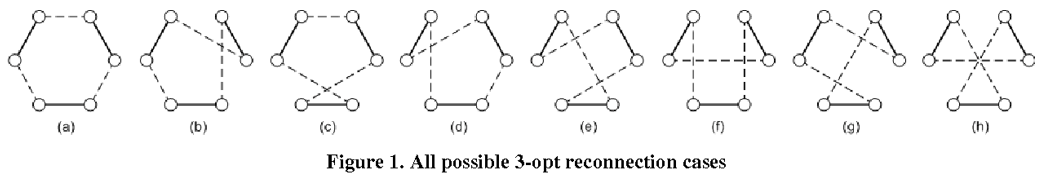 (a) (b) (c) (d) (e) (f) (g) (h)
Figure 1. All possible 3-opt reconnection cases